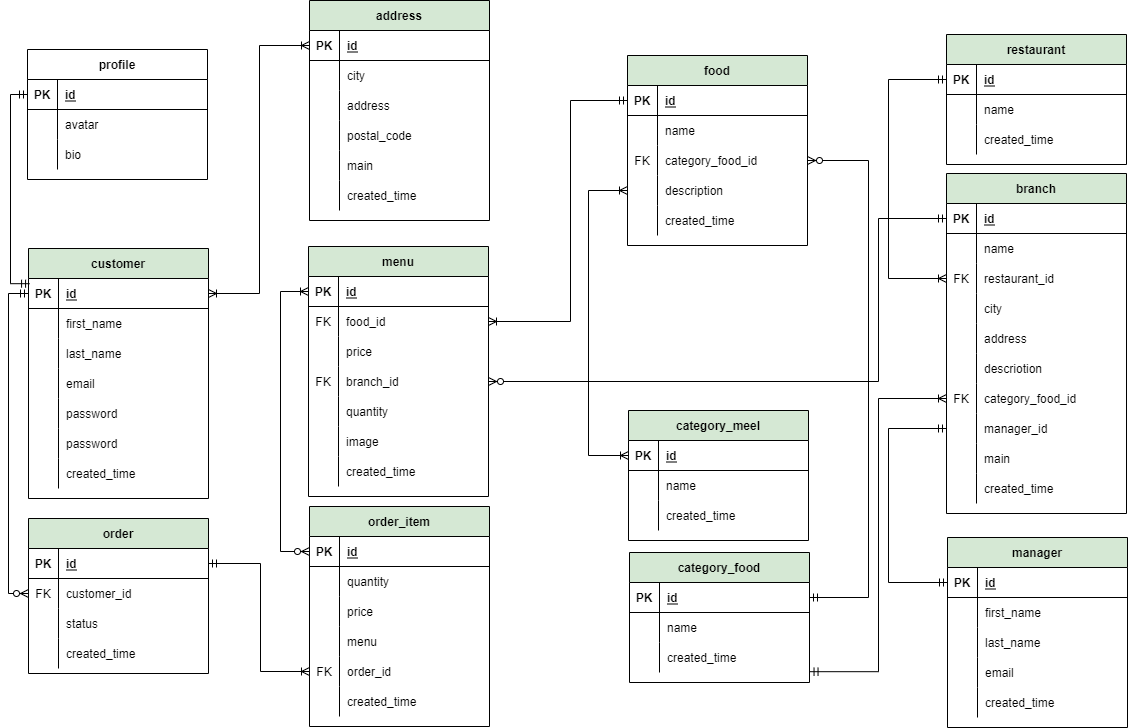 profile
PK id
avatar
bio
customer
PK id
first_name
last_name
email
password
password
created_time
order
PK id
FK customer_id
status
created_time
address
PK id
city
address
postal_code
main
created_time
menu
PK id
FK food_id
price
FK branch_id
quantity
image
created_time
order_item
PK id
quantity
price
menu
FK order_id
created_time
food
PK id
name
FK category_food_id
description
created_time
category_meel
PK id
name
created_time
category_food
PK id
name
created_time
restaurant
PK id
name
created_time
branch
PK id
name
FK restaurant_id
city
address
descriotion
FK category_food_id
manager_id
main
created_time
manager
PK id
first_name
last_name
email
created_time